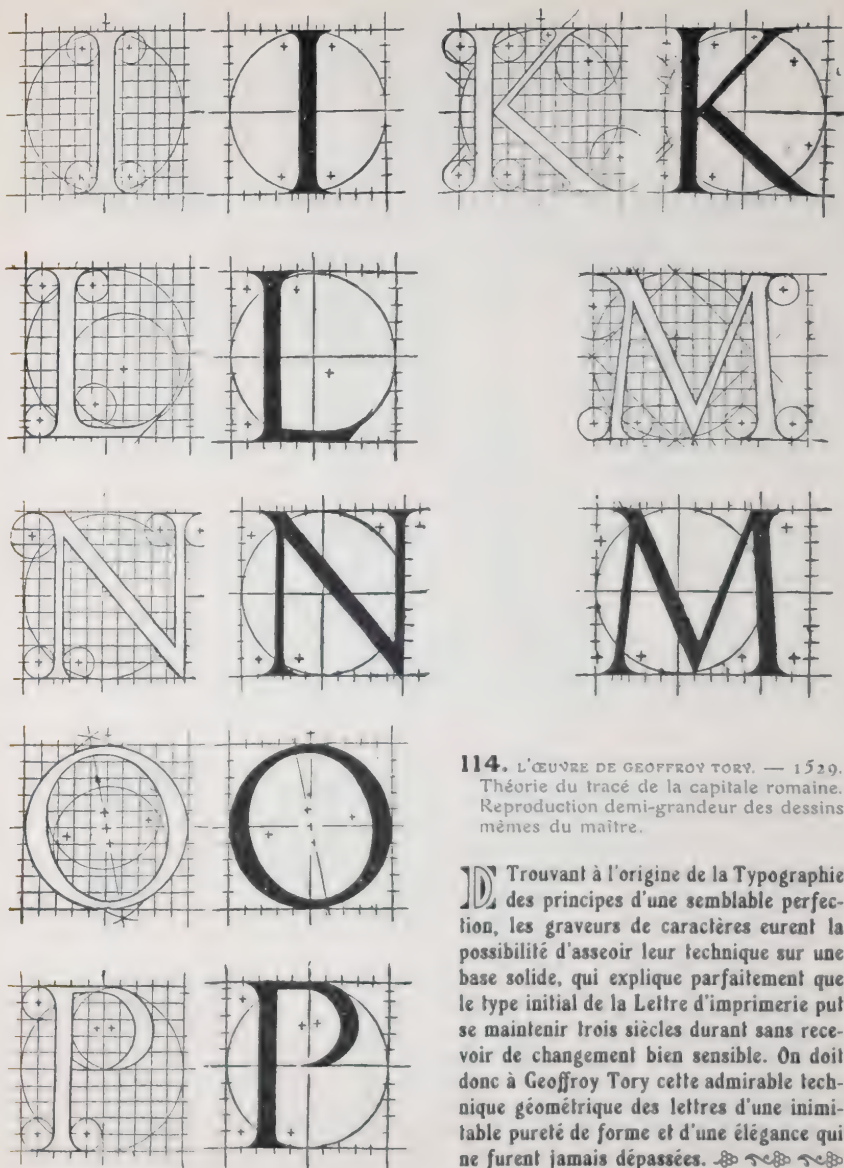 I I K K
L L M
N N M
O O
P P
114. L'ŒUVRE DE GEOFFROY TORY. — 1529.
Théorie du tracé de la capitale romaine.
Reproduction demi-grandeur des dessins
mêmes du maître.
Trouvant à l'origine de la Typographie
des principes d'une semblable perfec-
tion, les graveurs de caractères eurent la
possibilité d'asseoir leur technique sur une
base solide, qui explique parfaitement que
le type initial de la Lettre d'imprimerie put
se maintenir trois siècles durant sans rece-
voir de changement bien sensible. On doit
donc à Geoffroy Tory cette admirable tech-
nique géométrique des lettres d'une inimi-
table pureté de forme et d'une élégance qui
ne furent jamais dépassées.